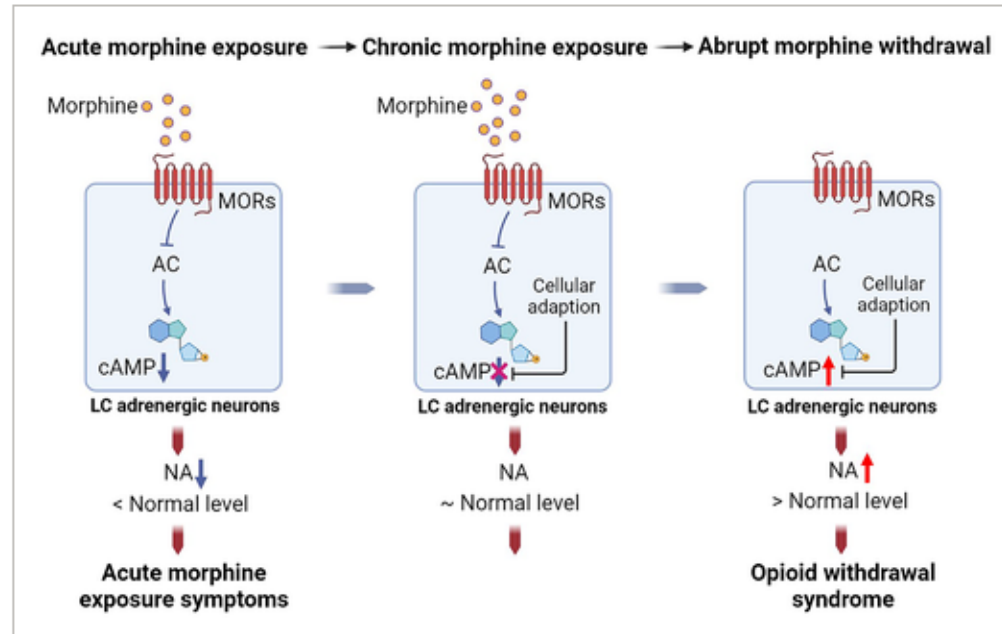 Acute morphine exposure → Chronic morphine exposure → Abrupt morphine withdrawal
Morphine
MORs
AC
cAMP
LC adrenergic neurons
NA
< Normal level
Acute morphine
exposure symptoms
Morphine
MORs
AC
Cellular
adaption
cAMP
LC adrenergic neurons
NA
~ Normal level
MORs
AC
Cellular
adaption
cAMP
LC adrenergic neurons
NA
> Normal level
Opioid withdrawal
syndrome